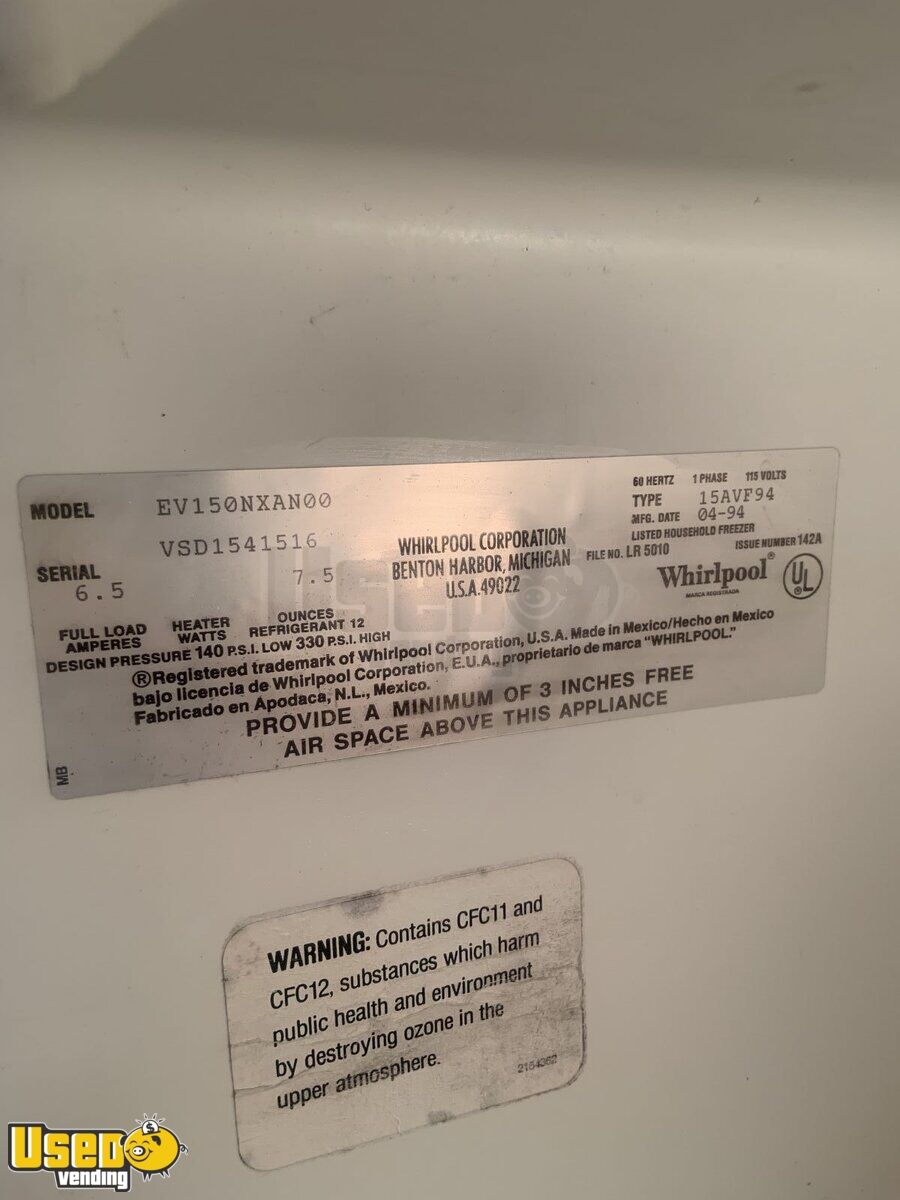 MODEL EV150NXAN00
SERIAL VSD1541516
6.5 7.5
FULL LOAD AMPERES HEATER WATTS OUNCES REFRIGERANT 12
DESIGN PRESSURE 140 P.S.I. LOW 330 P.S.I. HIGH
WHIRLPOOL CORPORATION
BENTON HARBOR, MICHIGAN
U.S.A. 49022
60 HERTZ 1 PHASE 115 VOLTS
TYPE 15AVF94
MFG. DATE 04-94
LISTED HOUSEHOLD FREEZER
FILE NO. LR 5010 ISSUE NUMBER 142A
Whirlpool®
MARCA REGISTRADA
UL
®Registered trademark of Whirlpool Corporation, U.S.A. Made in Mexico/Hecho en Mexico
bajo licencia de Whirlpool Corporation, E.U.A., proprietario de marca "WHIRLPOOL."
Fabricado en Apodaca, N.L., Mexico.
PROVIDE A MINIMUM OF 3 INCHES FREE
AIR SPACE ABOVE THIS APPLIANCE
MB
WARNING: Contains CFC11 and
CFC12, substances which harm
public health and environment
by destroying ozone in the
upper atmosphere.
2164362
USED
vending